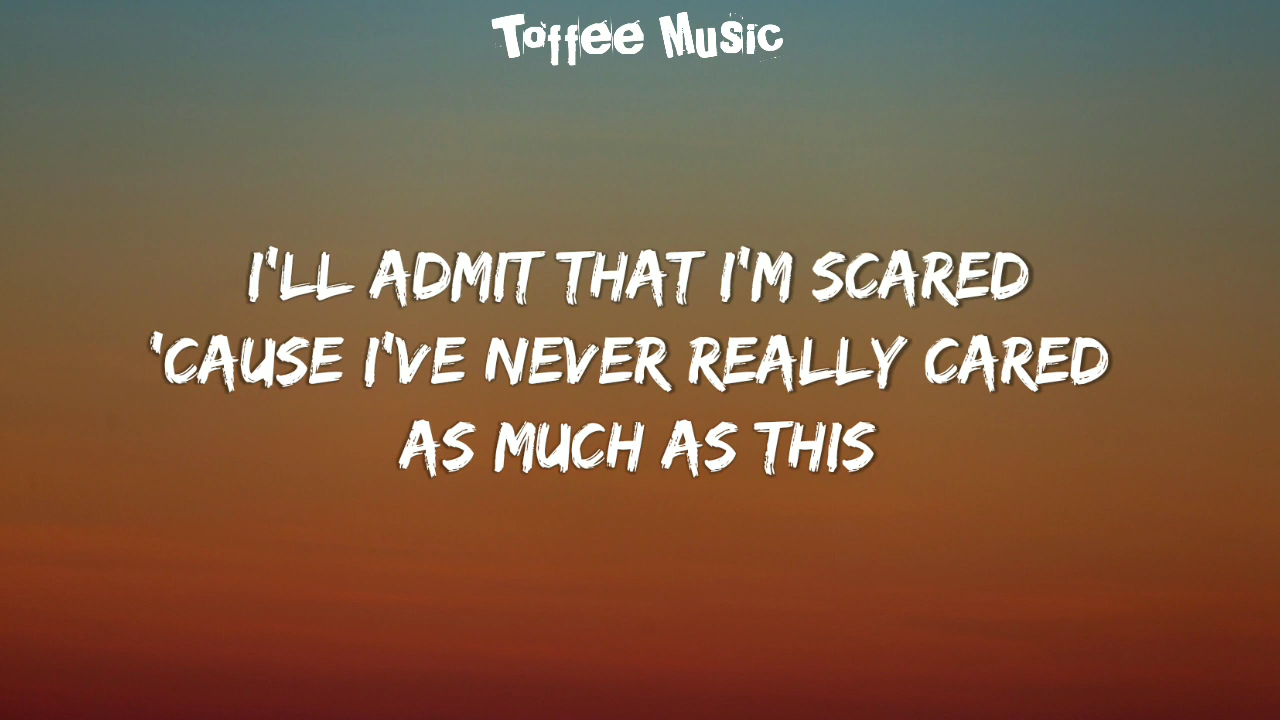 Toffee Music
I'LL ADMIT THAT I'M SCARED
'CAUSE I'VE NEVER REALLY CARED
AS MUCH AS THIS